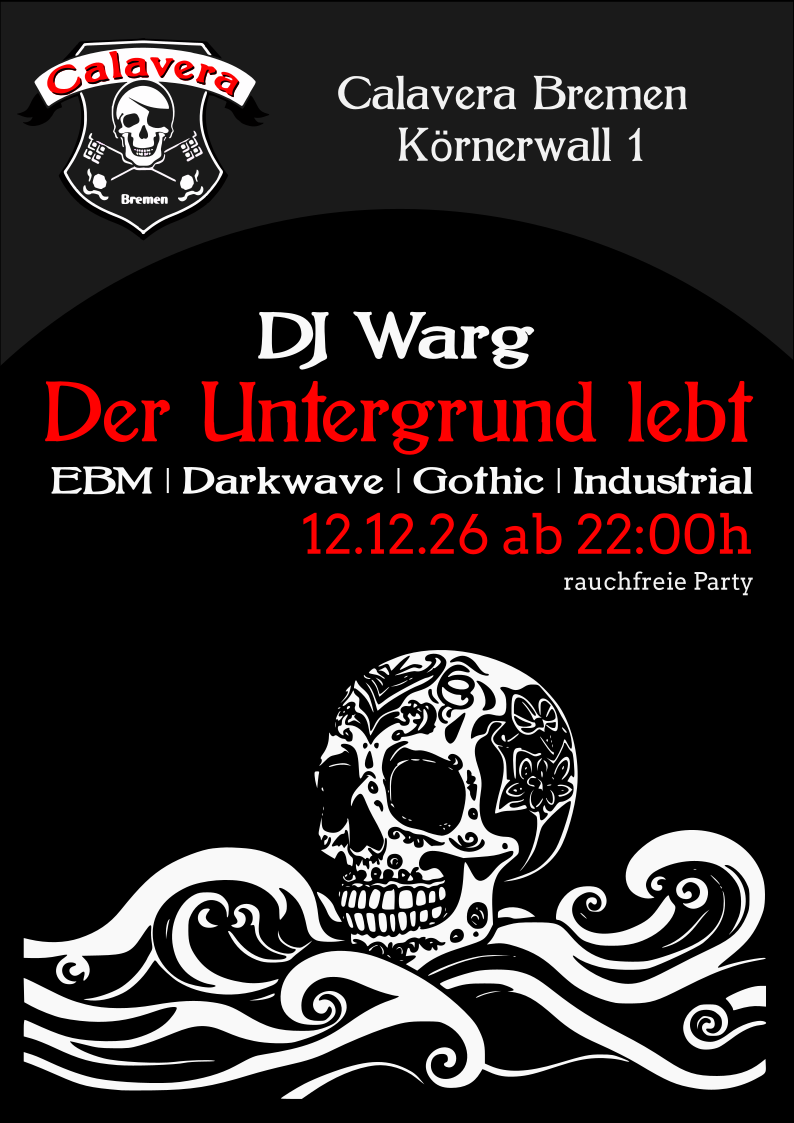 Calavera
Bremen
Calavera Bremen
Körnerwall 1
DJ Warg
Der Untergrund lebt
EBM | Darkwave | Gothic | Industrial
12.12.26 ab 22:00h
rauchfreie Party